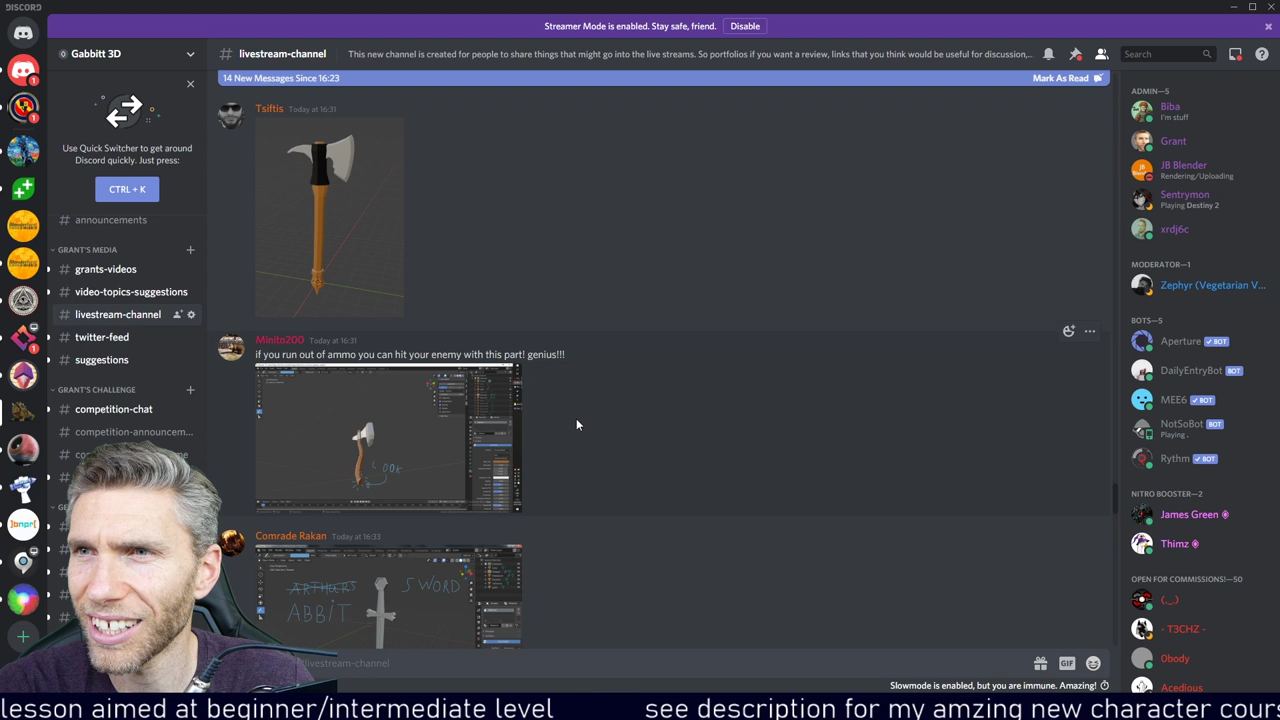 DISCORD
Streamer Mode is enabled. Stay safe, friend.
Disable
Gabbitt 3D
# livestream-channel
This new channel is created for people to share things that might go into the live streams. So portfolios if you want a review, links that you think would be useful for discussion,...
Search
14 New Messages Since 16:23
Mark As Read
Use Quick Switcher to get around
Discord quickly. Just press:
CTRL + K
# announcements
GRANT'S MEDIA
# grants-videos
# video-topics-suggestions
# livestream-channel
# twitter-feed
# suggestions
GRANT'S CHALLENGE
# competition-chat
# competition-announcem...
Tsiftis Today at 16:31
Minito200 Today at 16:31
if you run out of ammo you can hit your enemy with this part! genius!!!
Comrade Rakan Today at 16:33
ARTHURS
SWORD
ABBIT
#livestream-channel
GIF
Slowmode is enabled, but you are immune. Amazing!
ADMIN—5
Biba
I'm stuff
Grant
JB Blender
Rendering/Uploading
Sentrymon
Playing Destiny 2
xrdj6c
MODERATOR—1
Zephyr (Vegetarian V...
BOTS—5
Aperture BOT
DailyEntryBot BOT
MEE6 BOT
NotSoBot BOT
Playing .
Rythm BOT
NITRO BOOSTER—2
James Green
Thimz
OPEN FOR COMMISSIONS!—50
(._.)
- T3CHZ -
0body
Acedious
lesson aimed at beginner/intermediate level
see description for my amzing new character cours